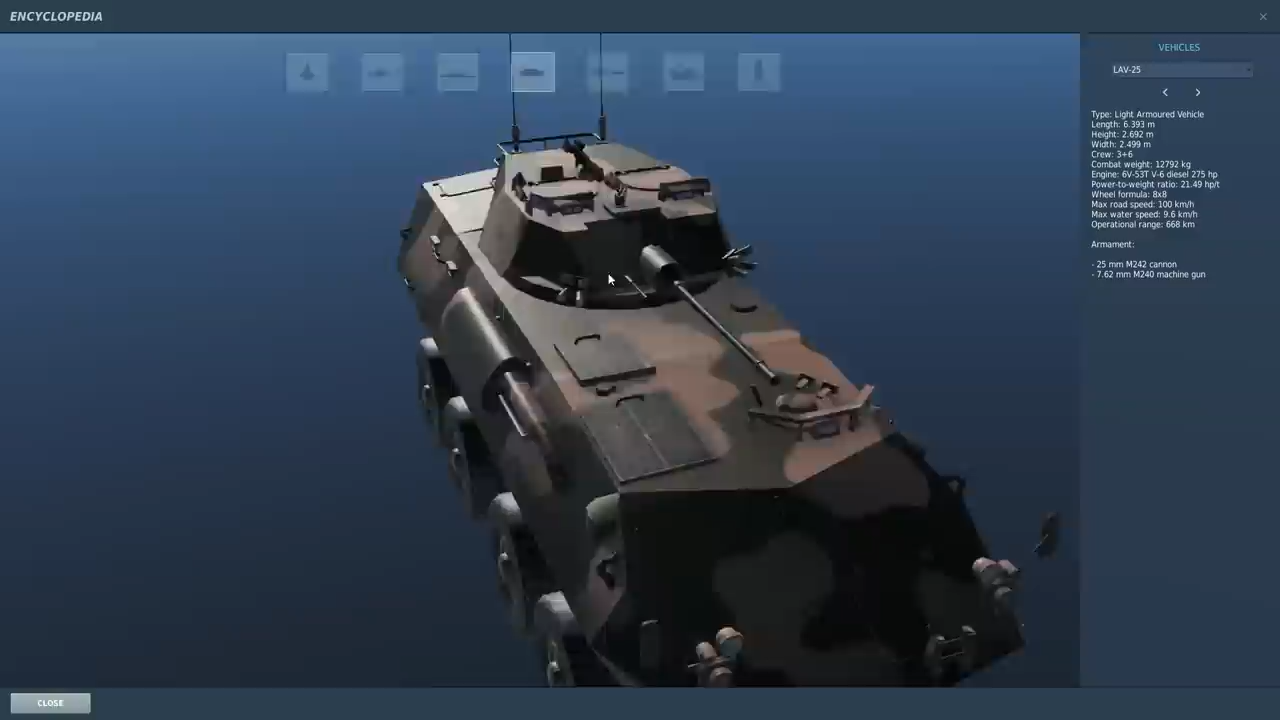 ENCYCLOPEDIA
VEHICLES
LAV-25
Type: Light Armoured Vehicle
Length: 6.393 m
Height: 2.692 m
Width: 2.499 m
Crew: 3+6
Combat weight: 12792 kg
Engine: 6V-53T V-6 diesel 275 hp
Power-to-weight ratio: 21.49 hp/t
Wheel formula: 8x8
Max road speed: 100 km/h
Max water speed: 9.6 km/h
Operational range: 668 km
Armament:
- 25 mm M242 cannon
- 7.62 mm M240 machine gun
CLOSE